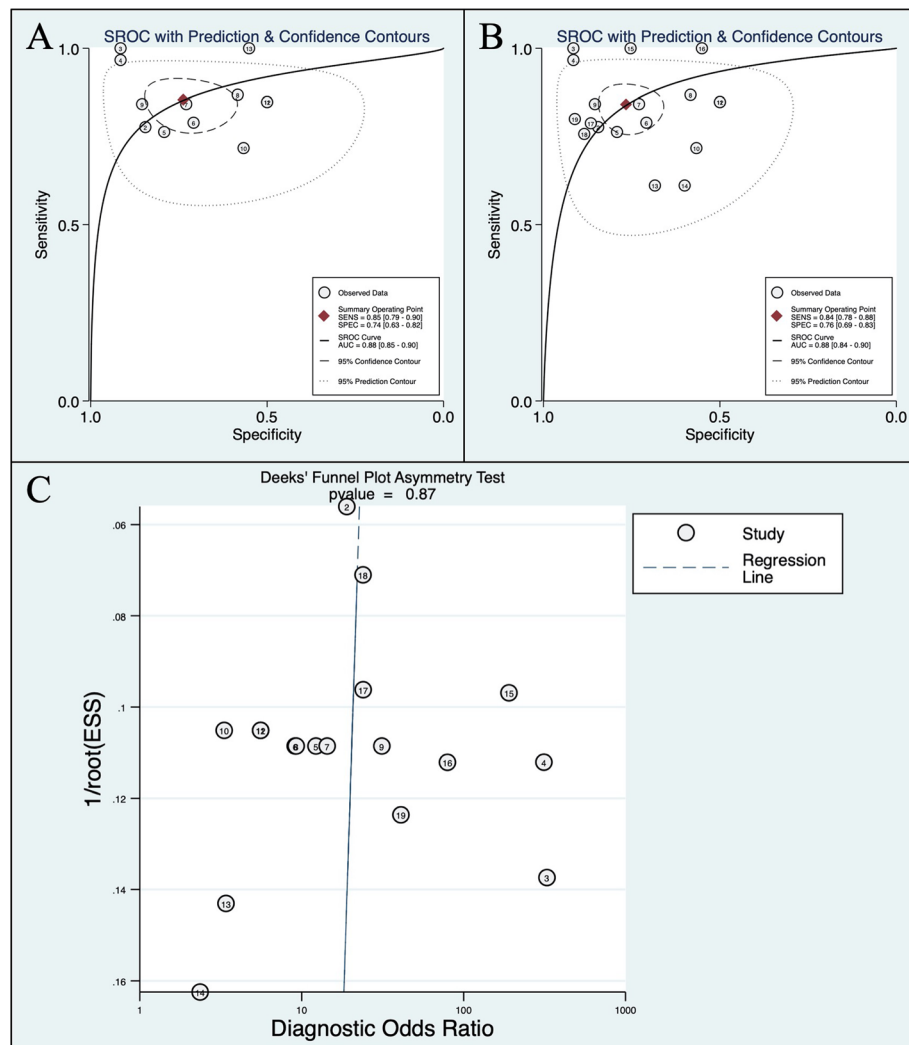 A
SROC with Prediction & Confidence Contours
3
13
4
9
7
8
12
2
5
6
10
1.0
0.5
0.0
Sensitivity
Observed Data
Summary Operating Point
SENS = 0.85 [0.79 - 0.90]
SPEC = 0.74 [0.63 - 0.82]
SROC Curve
AUC = 0.88 [0.85 - 0.90]
95% Confidence Contour
95% Prediction Contour
1.0
0.5
0.0
Specificity
B
SROC with Prediction & Confidence Contours
3
15
16
4
9
7
8
12
19
17
18
5
6
10
13
14
1.0
0.5
0.0
Sensitivity
Observed Data
Summary Operating Point
SENS = 0.84 [0.78 - 0.88]
SPEC = 0.76 [0.69 - 0.83]
SROC Curve
AUC = 0.88 [0.84 - 0.90]
95% Confidence Contour
95% Prediction Contour
1.0
0.5
0.0
Specificity
C
Deeks' Funnel Plot Asymmetry Test
pvalue = 0.87
2
18
17
15
10
12
5
7
9
16
4
19
3
13
14
.06
.08
.1
.12
.14
.16
1/root(ESS)
1
10
100
1000
Diagnostic Odds Ratio
Study
Regression
Line